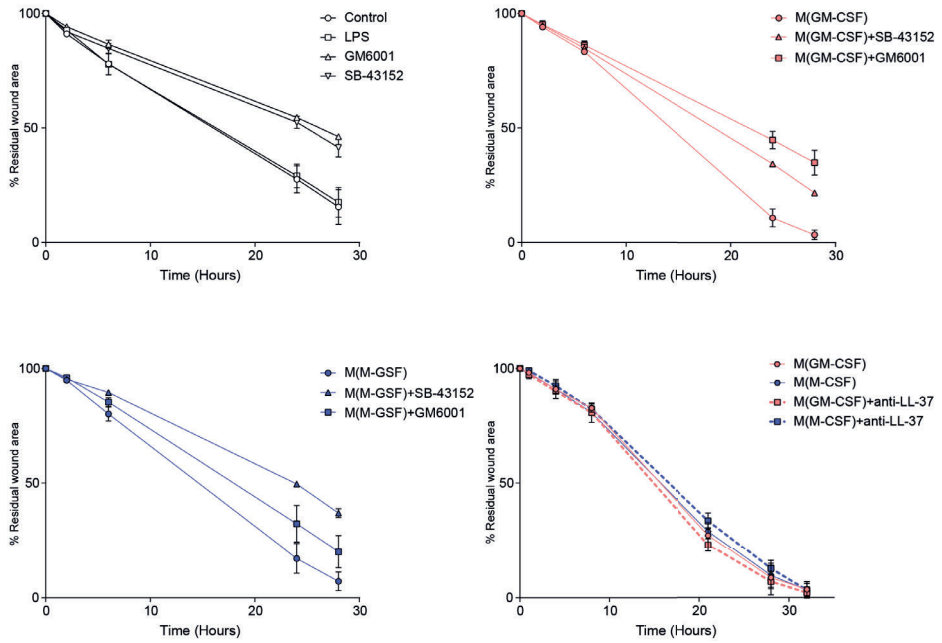 Control
LPS
GM6001
SB-43152
100
50
0
% Residual wound area
0 10 20 30
Time (Hours)
M(GM-CSF)
M(GM-CSF)+SB-43152
M(GM-CSF)+GM6001
100
50
0
% Residual wound area
0 10 20 30
Time (Hours)
M(M-GSF)
M(M-GSF)+SB-43152
M(M-GSF)+GM6001
100
50
0
% Residual wound area
0 10 20 30
Time (Hours)
M(GM-CSF)
M(M-CSF)
M(GM-CSF)+anti-LL-37
M(M-CSF)+anti-LL-37
100
50
0
% Residual wound area
0 10 20 30
Time (Hours)